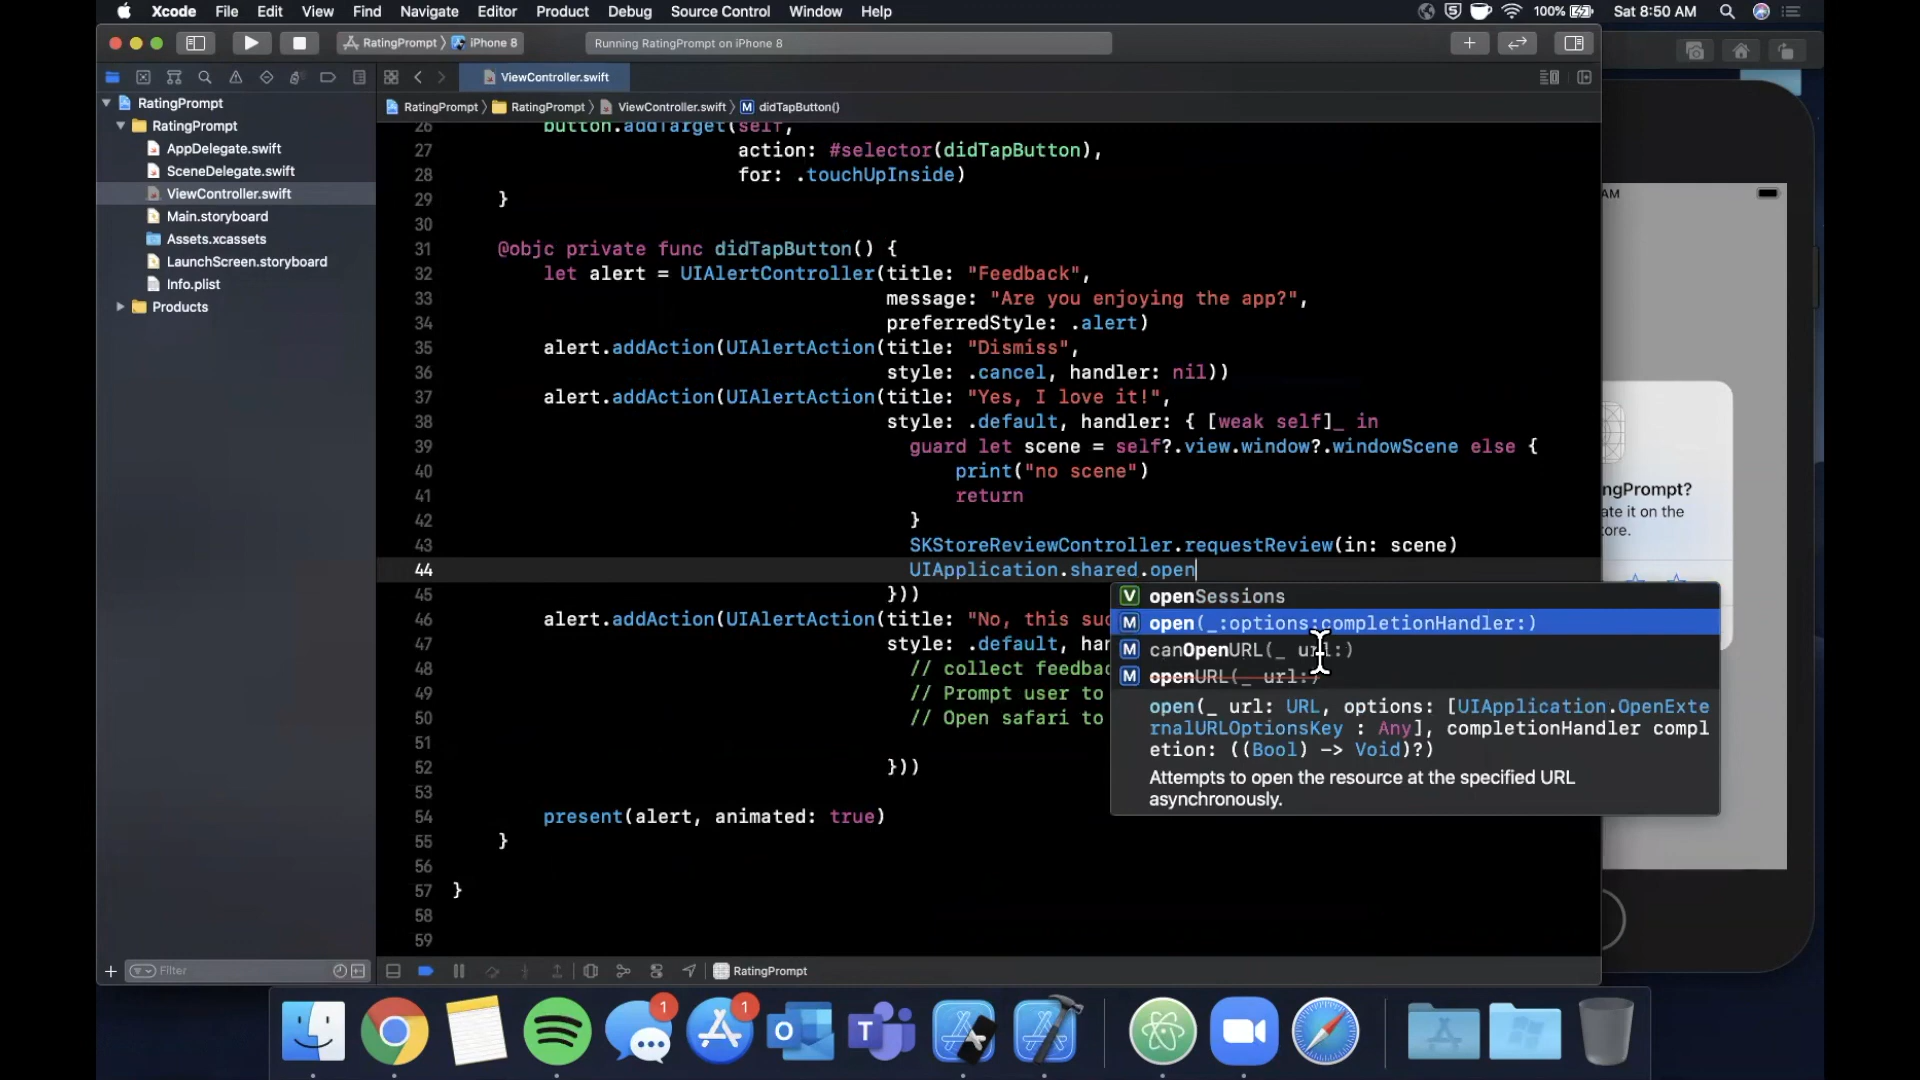 Xcode File Edit View Find Navigate Editor Product Debug Source Control Window Help 100% Sat 8:50 AM
RatingPrompt iPhone 8 Running RatingPrompt on iPhone 8
ViewController.swift
RatingPrompt RatingPrompt ViewController.swift M didTapButton()
RatingPrompt
RatingPrompt
AppDelegate.swift
SceneDelegate.swift
ViewController.swift
Main.storyboard
Assets.xcassets
LaunchScreen.storyboard
Info.plist
Products
26 button.addTarget(self,
27 action: #selector(didTapButton),
28 for: .touchUpInside)
29 }
30
31 @objc private func didTapButton() {
32 let alert = UIAlertController(title: "Feedback",
33 message: "Are you enjoying the app?",
34 preferredStyle: .alert)
35 alert.addAction(UIAlertAction(title: "Dismiss",
36 style: .cancel, handler: nil))
37 alert.addAction(UIAlertAction(title: "Yes, I love it!",
38 style: .default, handler: { [weak self]_ in
39 guard let scene = self?.view.window?.windowScene else {
40 print("no scene")
41 return
42 }
43 SKStoreReviewController.requestReview(in: scene)
44 UIApplication.shared.open
45 }))
46 alert.addAction(UIAlertAction(title: "No, this suc
47 style: .default, han
48 // collect feedbac
49 // Prompt user to
50 // Open safari to
51
52 }))
53
54 present(alert, animated: true)
55 }
56
57 }
58
59
V openSessions
M open(_:options:completionHandler:)
M canOpenURL(_ url:)
M openURL(_ url:)
open(_ url: URL, options: [UIApplication.OpenExte
rnalURLOptionsKey : Any], completionHandler compl
etion: ((Bool) -> Void)?)
Attempts to open the resource at the specified URL
asynchronously.
AM
ngPrompt?
ate it on the
ore.
Filter
RatingPrompt
1
1